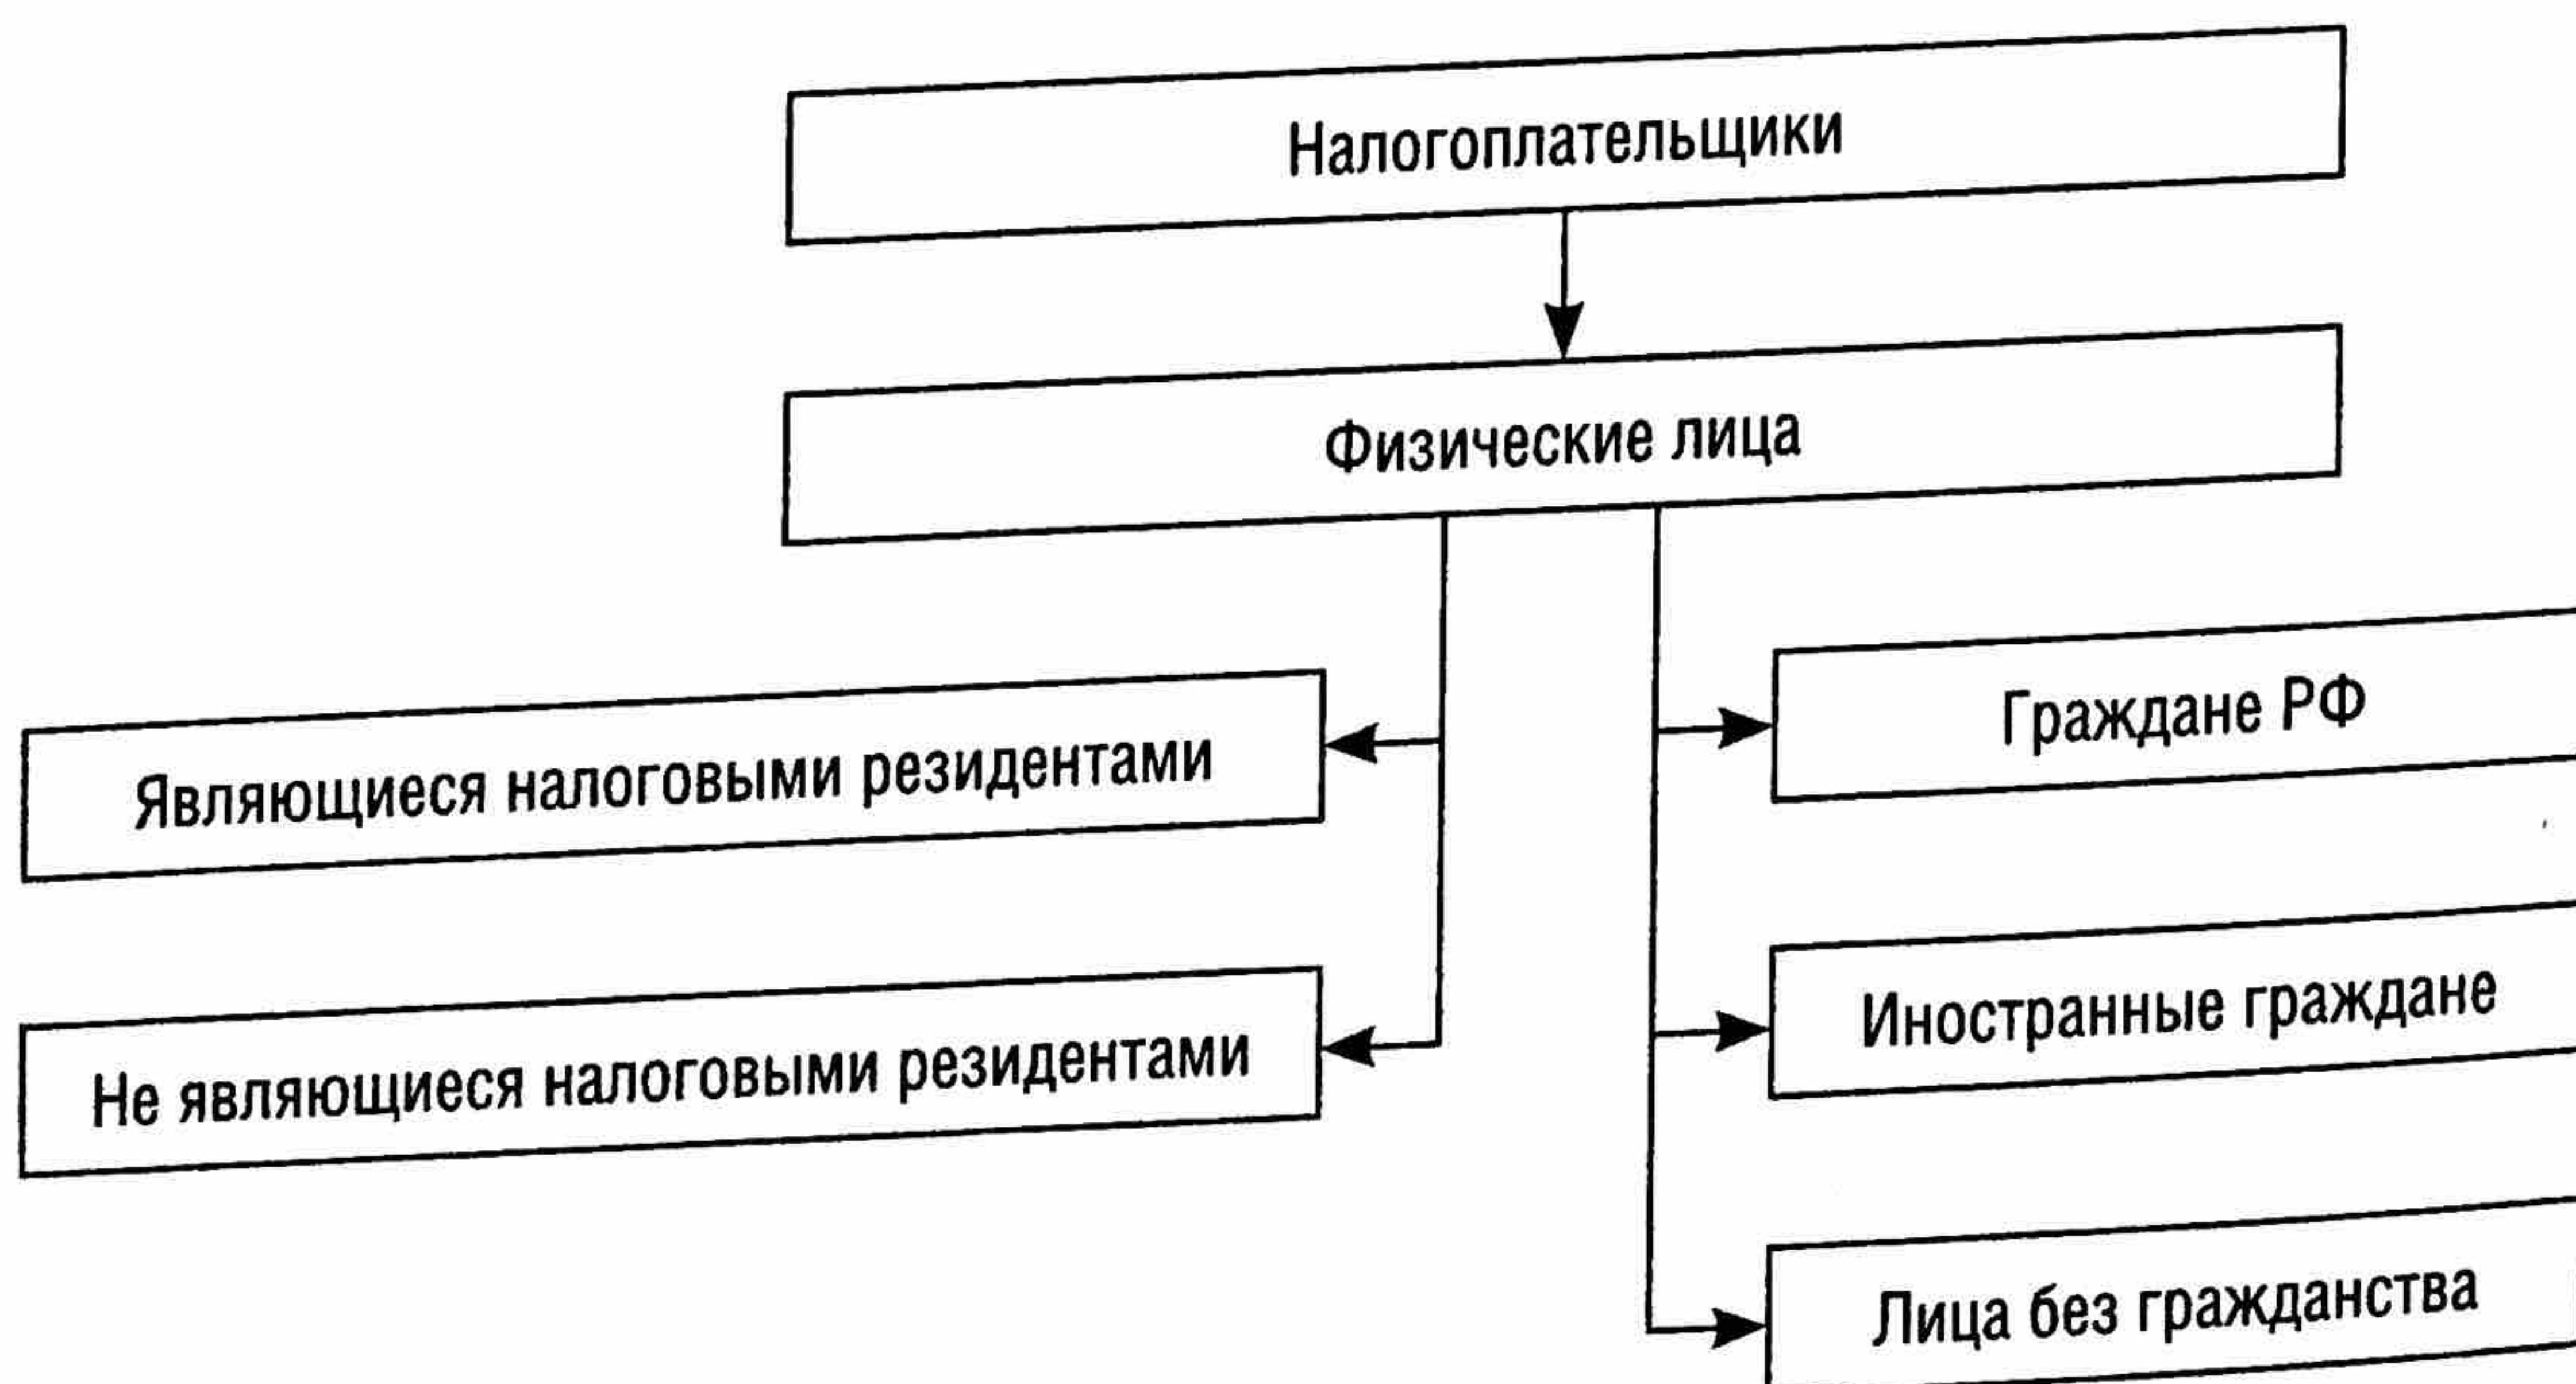 Налогоплательщики
Физические лица
Являющиеся налоговыми резидентами
Не являющиеся налоговыми резидентами
Граждане РФ
Иностранные граждане
Лица без гражданства